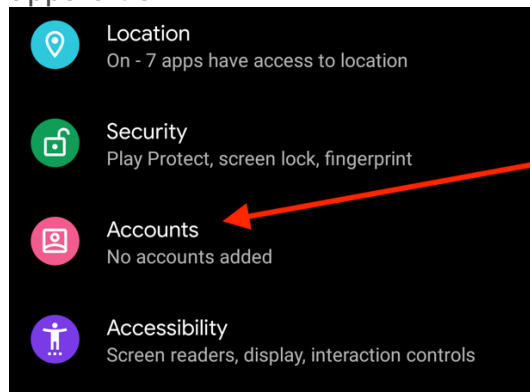 Location
On - 7 apps have access to location
Security
Play Protect, screen lock, fingerprint
Accounts
No accounts added
Accessibility
Screen readers, display, interaction controls